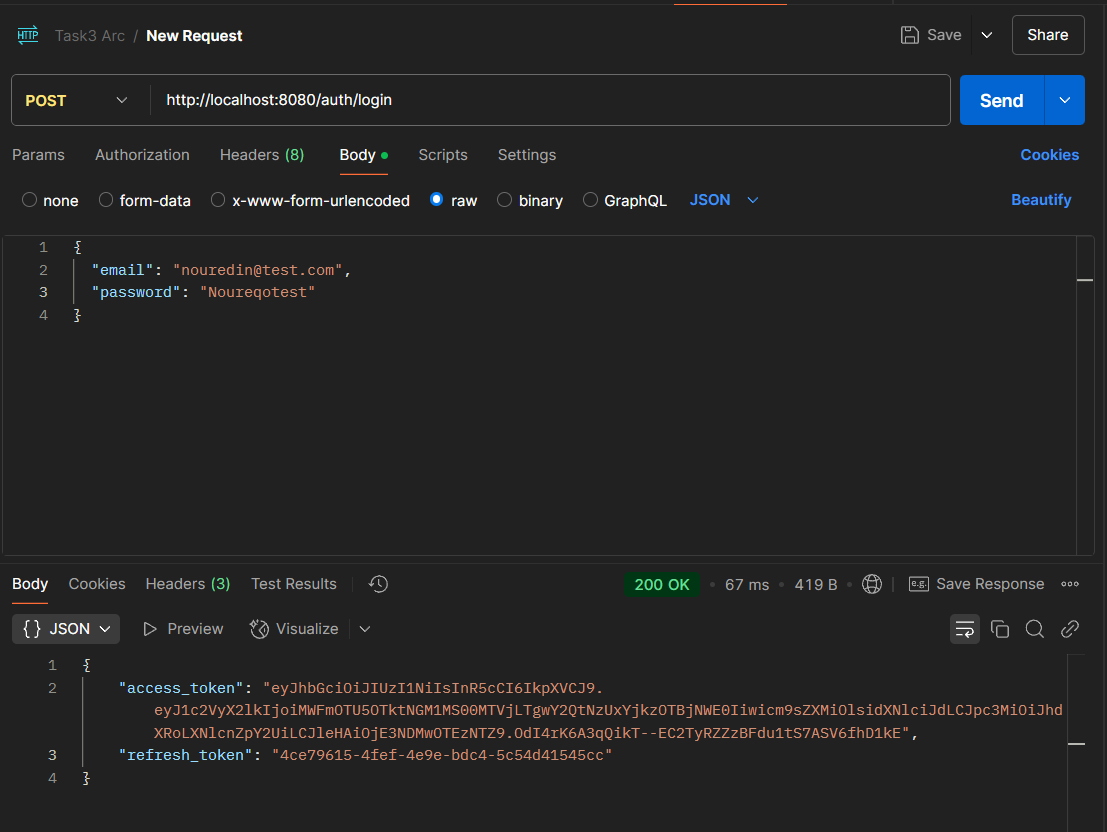 HTTP Task3 Arc / New Request Save Share
POST http://localhost:8080/auth/login Send
Params Authorization Headers (8) Body Scripts Settings Cookies
none form-data x-www-form-urlencoded raw binary GraphQL JSON Beautify
1 {
2 "email": "nouredin@test.com",
3 "password": "Noureqotest"
4 }
Body Cookies Headers (3) Test Results 200 OK 67 ms 419 B e.g. Save Response
{} JSON Preview Visualize
1 {
2 "access_token": "eyJhbGciOiJIUzI1NiIsInR5cCI6IkpXVCJ9.
eyJ1c2VyX2lkIjoiMWFmOTU5OTktNGM1MS00MTVjLTgwY2QtNzUxYjkzOTBjNWE0Iiwicm9sZXMiOlsidXNlciJdLCJpc3MiOiJhd
XRoLXNlcnZpY2UiLCJleHAiOjE3NDMwOTEzNTZ9.OdI4rK6A3qQikT--EC2TyRZZzBFdu1tS7ASV6fhD1kE",
3 "refresh_token": "4ce79615-4fef-4e9e-bdc4-5c54d41545cc"
4 }